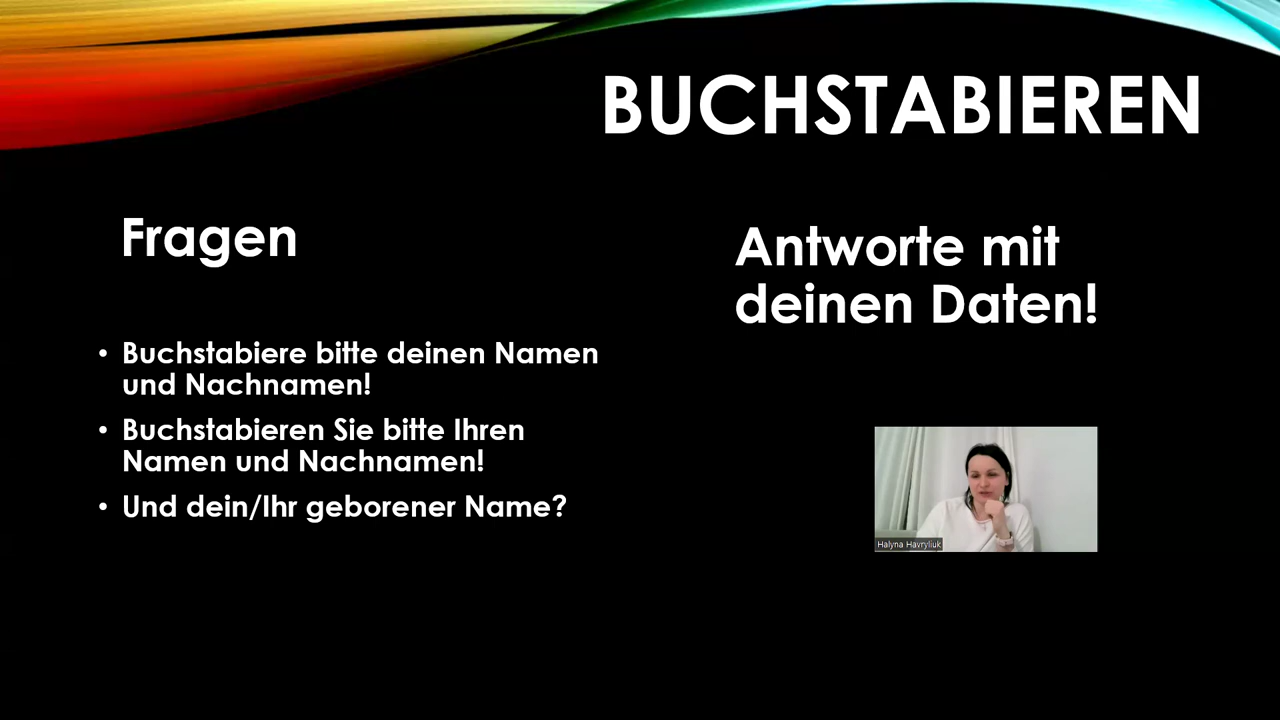 BUCHSTABIEREN
Fragen
Buchstabiere bitte deinen Namen
und Nachnamen!
Buchstabieren Sie bitte Ihren
Namen und Nachnamen!
Und dein/Ihr geborener Name?
Antworte mit
deinen Daten!
Halyna Havryliuk